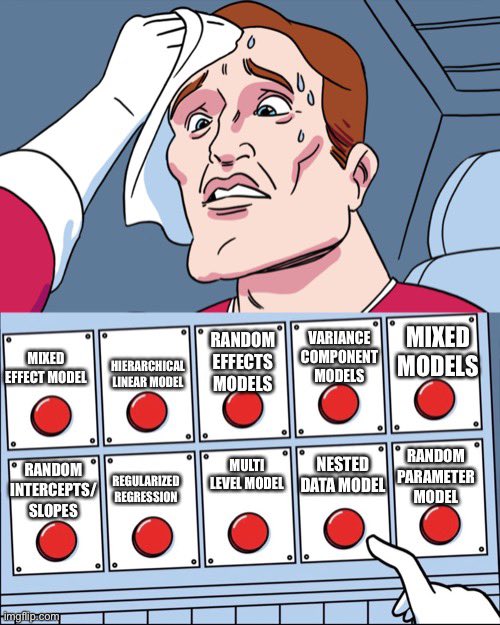 MIXED
EFFECT MODEL
HIERARCHICAL
LINEAR MODEL
RANDOM
EFFECTS
MODELS
VARIANCE
COMPONENT
MODELS
MIXED
MODELS
RANDOM
INTERCEPTS/
SLOPES
REGULARIZED
REGRESSION
MULTI
LEVEL MODEL
NESTED
DATA MODEL
RANDOM
PARAMETER
MODEL
imgflip.com